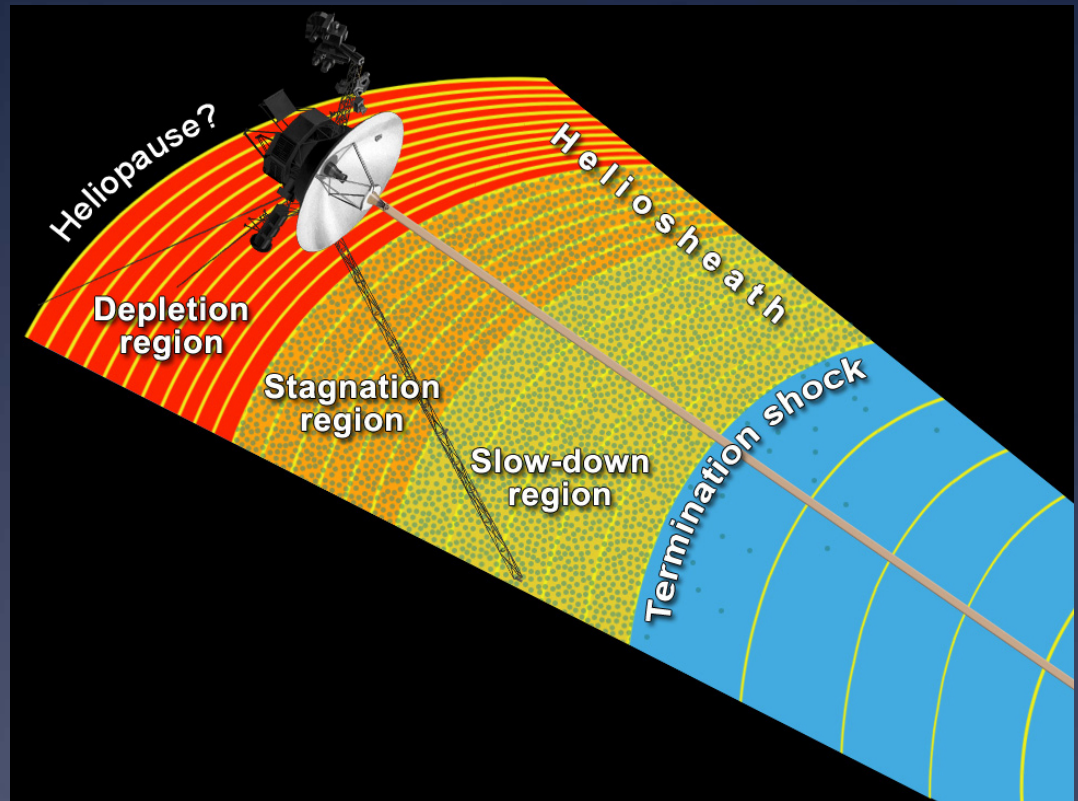 Heliopause?
Heliosheath
Depletion
region
Stagnation
region
Slow-down
region
Termination shock